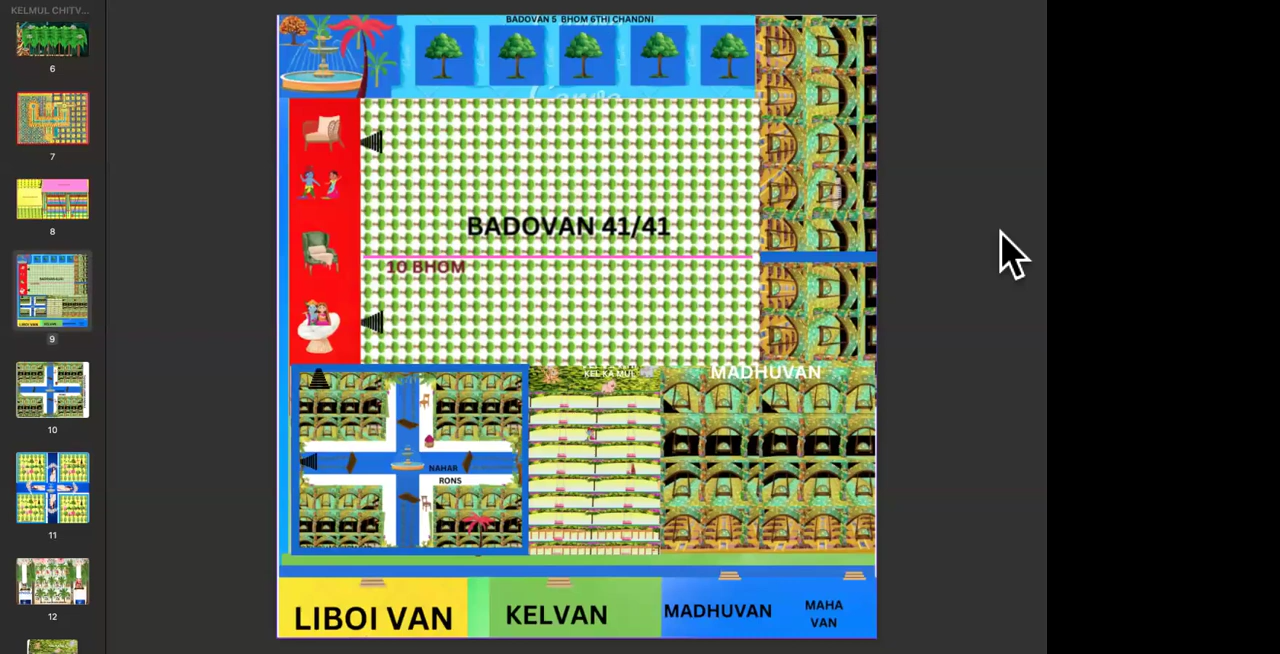 KELMUL CHITV...
6
7
8
9
10
11
12
BADOVAN 5 BHOM 6THI CHANDNI
Canva
BADOVAN 41/41
10 BHOM
KEL KA MUL
MADHUVAN
NAHAR
RONS
LIBOI VAN
KELVAN
MADHUVAN
MAHA
VAN